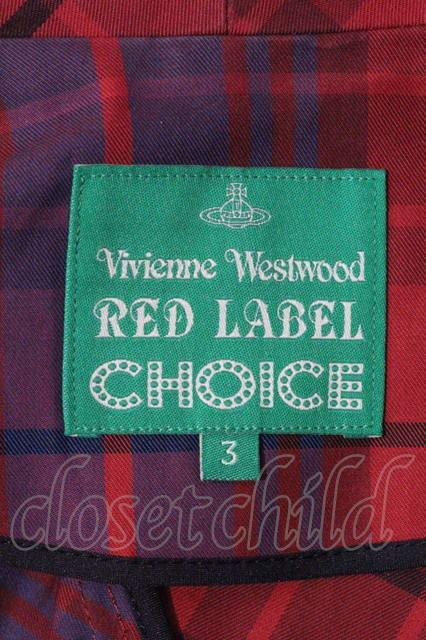 Vivienne Westwood
RED LABEL
CHOICE
3
closetchild